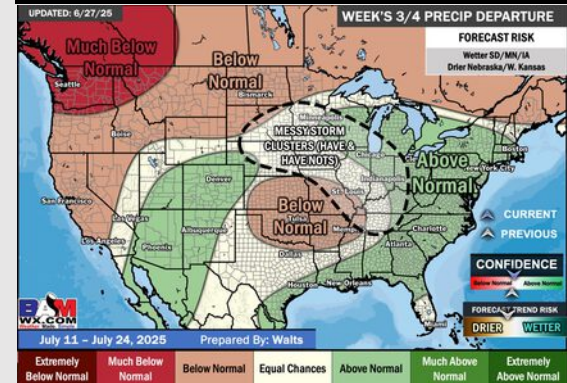 UPDATED: 6/27/25
WEEK'S 3/4 PRECIP DEPARTURE
FORECAST RISK
Wetter SD/MN/IA
Drier Nebraska/W. Kansas
Much Below
Normal
Seattle
Below
Normal
Bismarck
Minneapolis
MESSY STORM
CLUSTERS (HAVE &
HAVE NOTS)
Boise
Chicago
Boston
New York City
Above
Normal
Indianapolis
Denver
St. Louis
San Francisco
Las Vegas
Below
Normal
Tulsa
Memphis
Charlotte
Los Angeles
Albuquerque
Phoenix
Atlanta
Dallas
Houston
New Orleans
Miami
CURRENT
PREVIOUS
CONFIDENCE
Below Normal
Above Normal
FORECAST TREND RISK
DRIER
WETTER
BAM
WX.COM
July 11 – July 24, 2025
Prepared By: Walts
Extremely
Below Normal
Much Below
Normal
Below Normal
Equal Chances
Above Normal
Much Above
Normal
Extremely
Above Normal